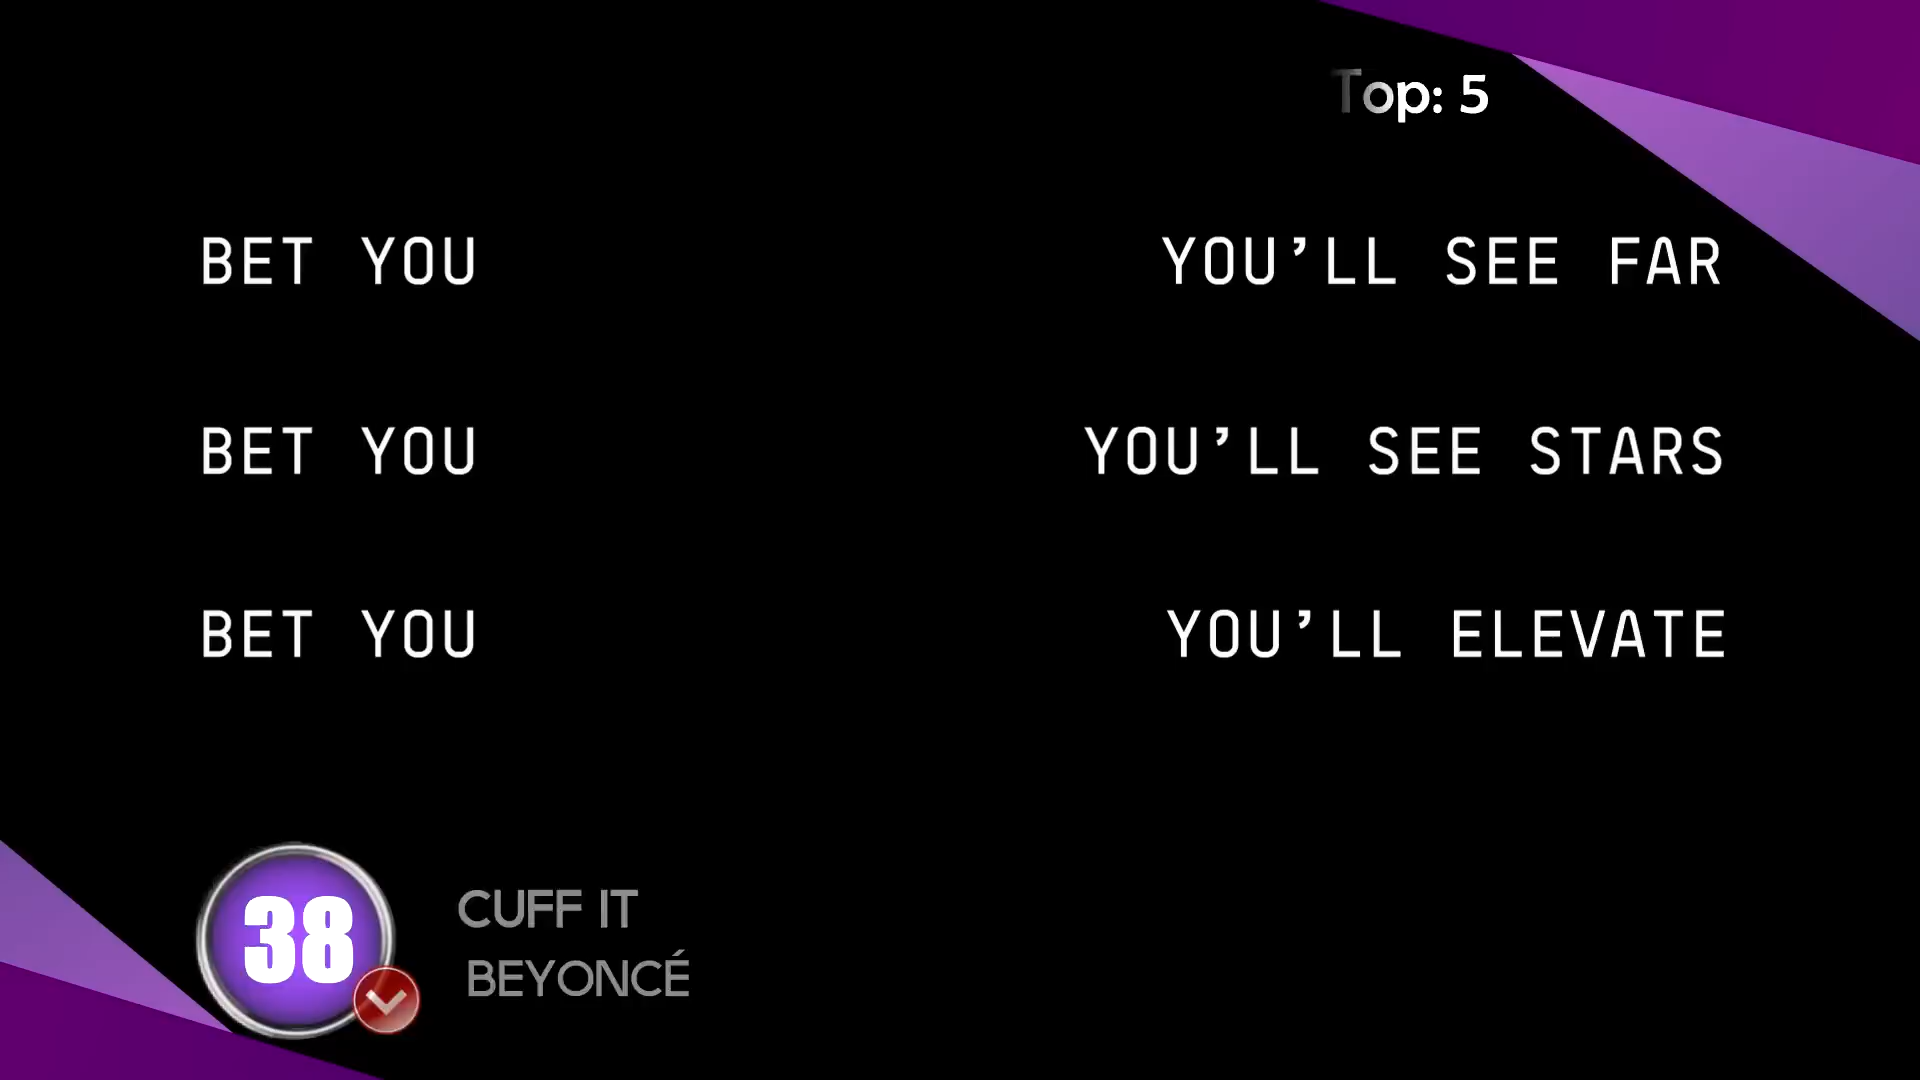 Top: 5
BET YOU YOU’LL SEE FAR
BET YOU YOU’LL SEE STARS
BET YOU YOU’LL ELEVATE
38
CUFF IT
BEYONCÉ